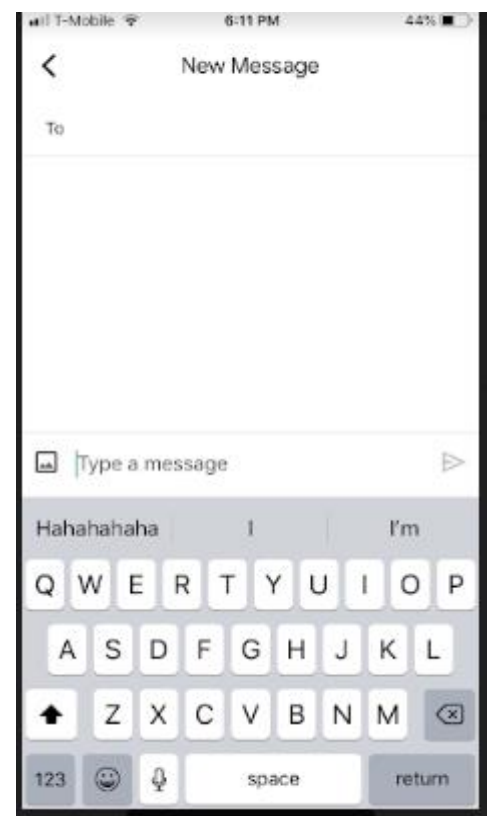 T-Mobile 6:11 PM 44%
New Message
To
Type a message
Hahahahaha I I'm
Q W E R T Y U I O P
A S D F G H J K L
Z X C V B N M
123 space return